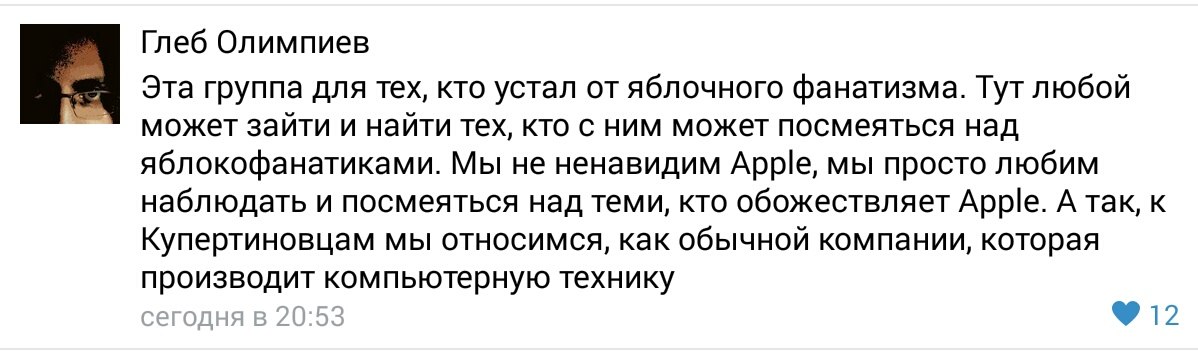 Глеб Олимпиев
Эта группа для тех, кто устал от яблочного фанатизма. Тут любой
может зайти и найти тех, кто с ним может посмеяться над
яблокофанатиками. Мы не ненавидим Apple, мы просто любим
наблюдать и посмеяться над теми, кто обожествляет Apple. А так, к
Купертиновцам мы относимся, как обычной компании, которая
производит компьютерную технику
сегодня в 20:53
12